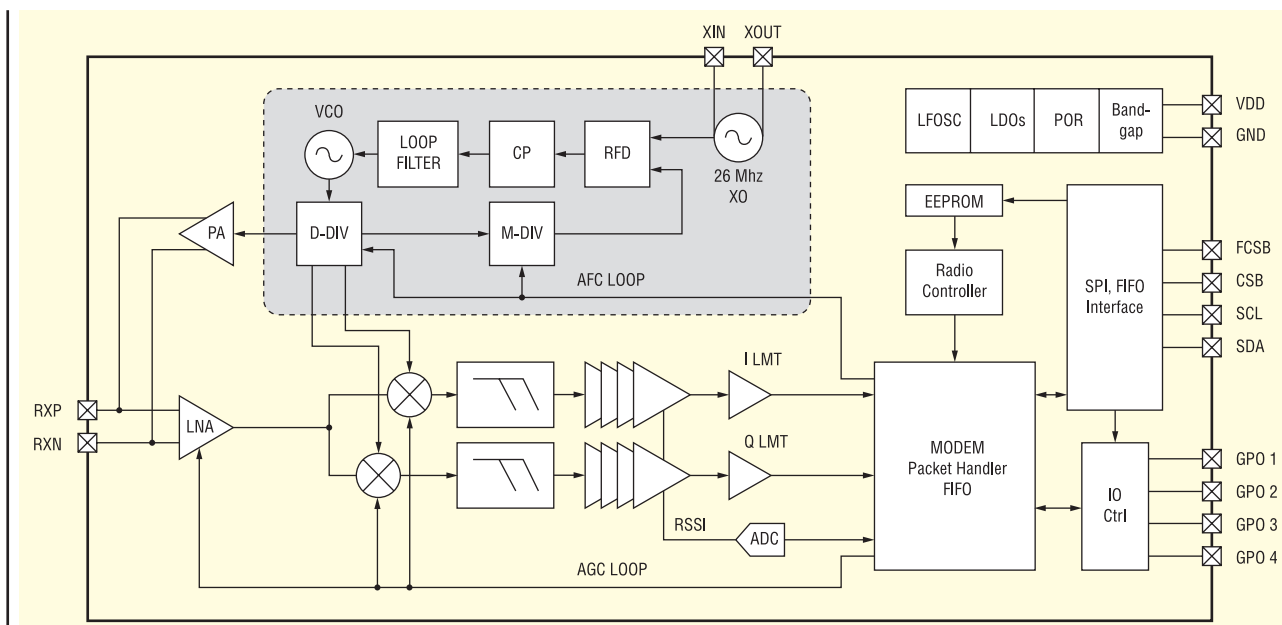 XIN XOUT
VCO
LOOP
FILTER
CP
RFD
26 Mhz
XO
LFOSC
LDOs
POR
Band-
gap
VDD
GND
PA
D-DIV
M-DIV
AFC LOOP
EEPROM
Radio
Controller
SPI, FIFO
Interface
FCSB
CSB
SCL
SDA
RXP
RXN
LNA
I LMT
Q LMT
RSSI
ADC
AGC LOOP
MODEM
Packet Handler
FIFO
IO
Ctrl
GPO 1
GPO 2
GPO 3
GPO 4